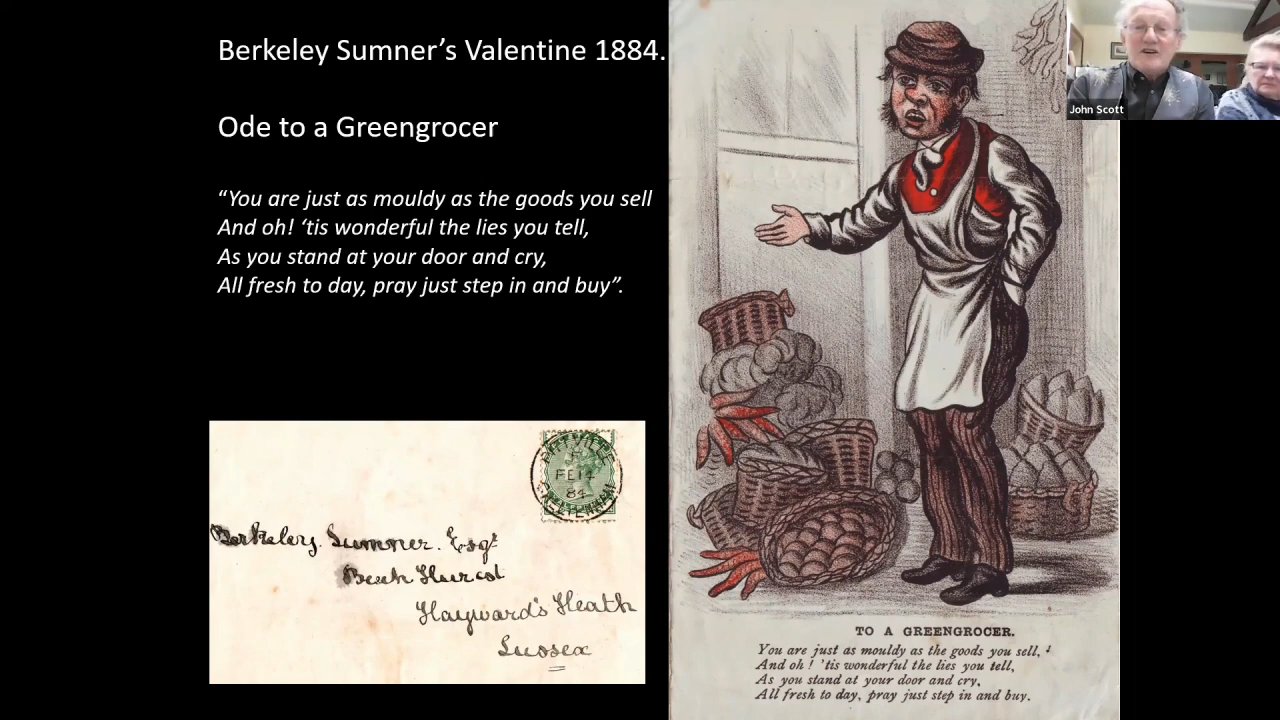 Berkeley Sumner’s Valentine 1884.
Ode to a Greengrocer
“You are just as mouldy as the goods you sell
And oh! ‘tis wonderful the lies you tell,
As you stand at your door and cry,
All fresh to day, pray just step in and buy”.
PITTVILLE
FE 14
84
CHELTENHAM
Berkeley Sumner. Esqr
Hayward's Heath
Sussex
John Scott
TO A GREENGROCER.
You are just as mouldy as the goods you sell,
And oh ! 'tis wonderful the lies you tell,
As you stand at your door and cry,
All fresh to day, pray just step in and buy.